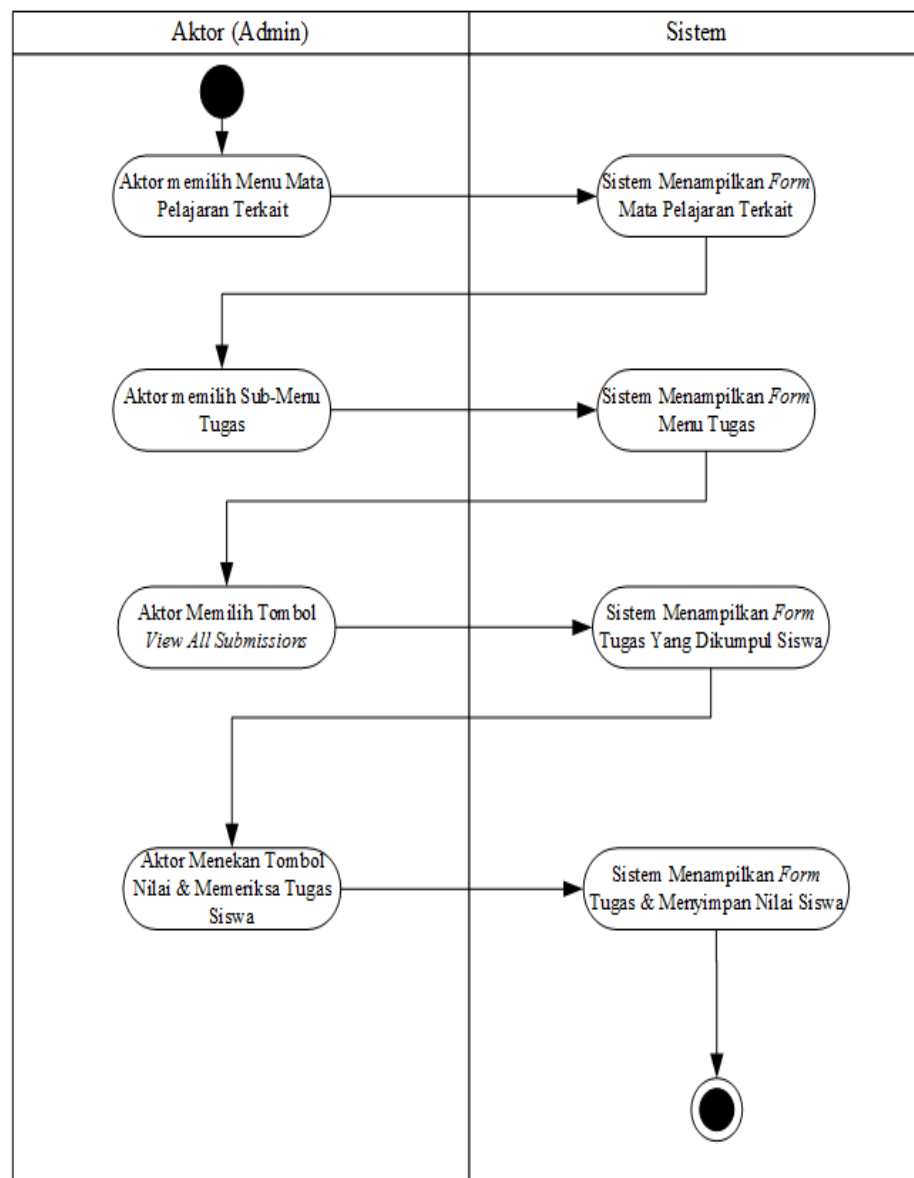 Aktor (Admin)
Sistem
Aktor memilih Menu Mata
Pelajaran Terkait
Sistem Menampilkan Form
Mata Pelajaran Terkait
Aktor memilih Sub-Menu
Tugas
Sistem Menampilkan Form
Menu Tugas
Aktor Memilih Tombol
View All Submissions
Sistem Menampilkan Form
Tugas Yang Dikumpul Siswa
Aktor Menekan Tombol
Nilai & Memeriksa Tugas
Siswa
Sistem Menampilkan Form
Tugas & Menyimpan Nilai Siswa